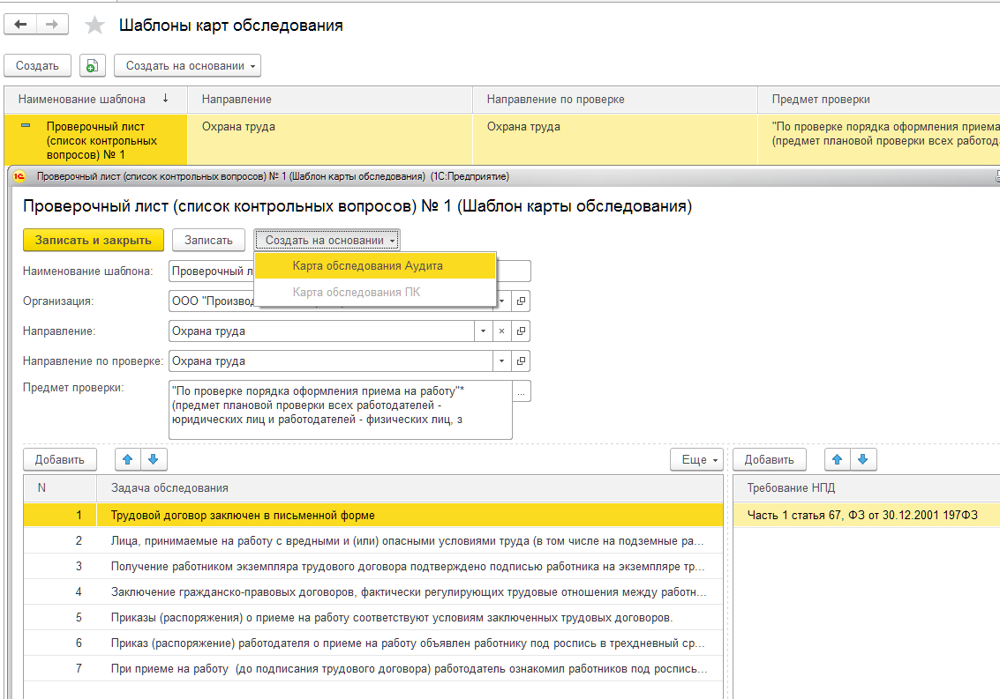 Шаблоны карт обследования
Создать
Создать на основании
Наименование шаблона ↓ Направление Направление по проверке Предмет проверки
Проверочный лист
(список контрольных
вопросов) № 1
Охрана труда
Охрана труда
"По проверке порядка оформления приема
(предмет плановой проверки всех работод
1С Проверочный лист (список контрольных вопросов) № 1 (Шаблон карты обследования) (1С:Предприятие)
Проверочный лист (список контрольных вопросов) № 1 (Шаблон карты обследования)
Записать и закрыть Записать Создать на основании
Карта обследования Аудита
Карта обследования ПК
Наименование шаблона: Проверочный л
Организация: ООО "Производ
Направление: Охрана труда
Направление по проверке: Охрана труда
Предмет проверки: "По проверке порядка оформления приема на работу"*
(предмет плановой проверки всех работодателей -
юридических лиц и работодателей - физических лиц, з
...
Добавить Еще Добавить
N Задача обследования Требование НПД
1 Трудовой договор заключен в письменной форме Часть 1 статья 67, ФЗ от 30.12.2001 197ФЗ
2 Лица, принимаемые на работу с вредными и (или) опасными условиями труда (в том числе на подземные ра...
3 Получение работником экземпляра трудового договора подтверждено подписью работника на экземпляре тр...
4 Заключение гражданско-правовых договоров, фактически регулирующих трудовые отношения между работн...
5 Приказы (распоряжения) о приеме на работу соответствуют условиям заключенных трудовых договоров.
6 Приказ (распоряжение) работодателя о приеме на работу объявлен работнику под роспись в трехдневный ср...
7 При приеме на работу (до подписания трудового договора) работодатель ознакомил работников под роспись...